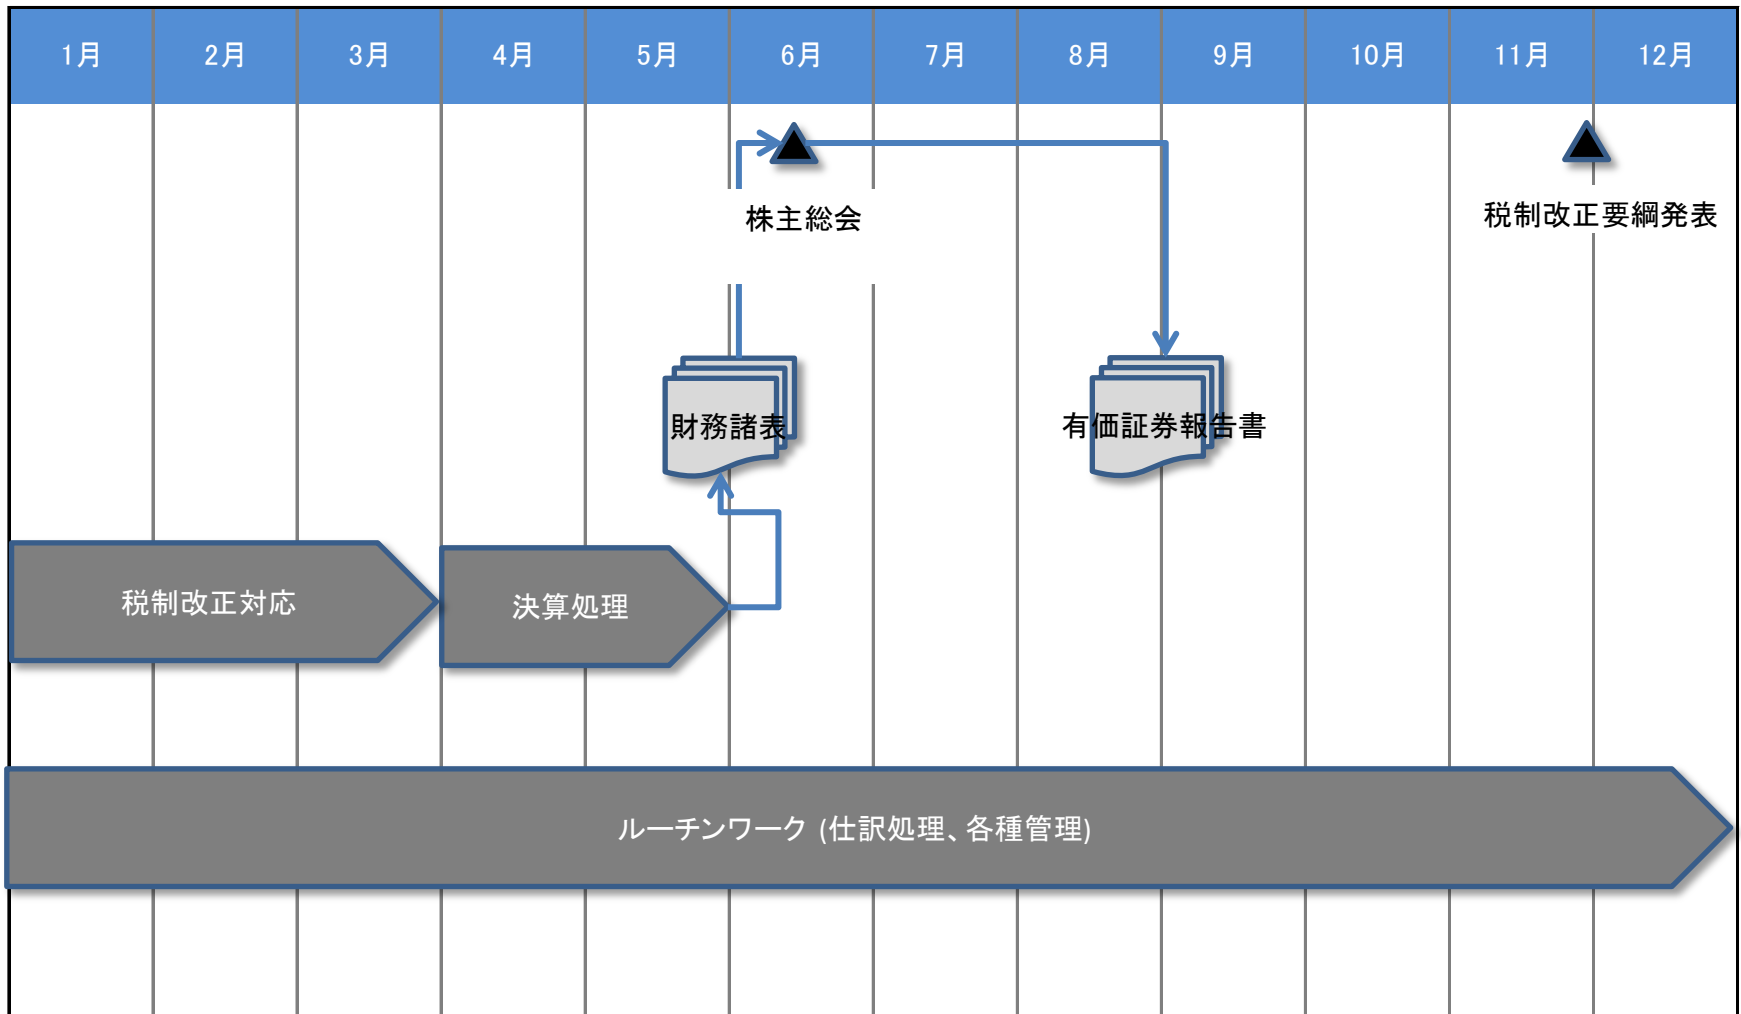 1月
2月
3月
4月
5月
6月
7月
8月
9月
10月
11月
12月
株主総会
税制改正要綱発表
財務諸表
有価証券報告書
税制改正対応
決算処理
ルーチンワーク (仕訳処理、各種管理)